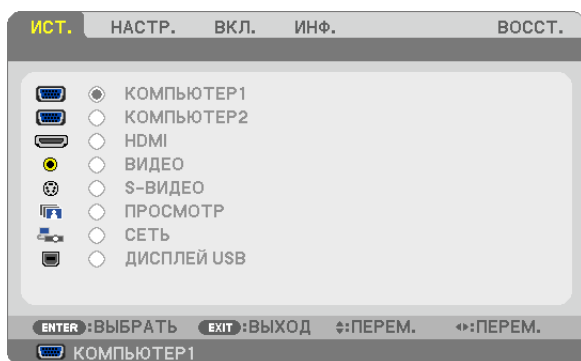 ИСТ. НАСТР. ВКЛ. ИНФ. ВОССТ.
КОМПЬЮТЕР1
КОМПЬЮТЕР2
HDMI
ВИДЕО
S-ВИДЕО
ПРОСМОТР
СЕТЬ
ДИСПЛЕЙ USB
ENTER:ВЫБРАТЬ EXIT:ВЫХОД :ПЕРЕМ. :ПЕРЕМ.
КОМПЬЮТЕР1